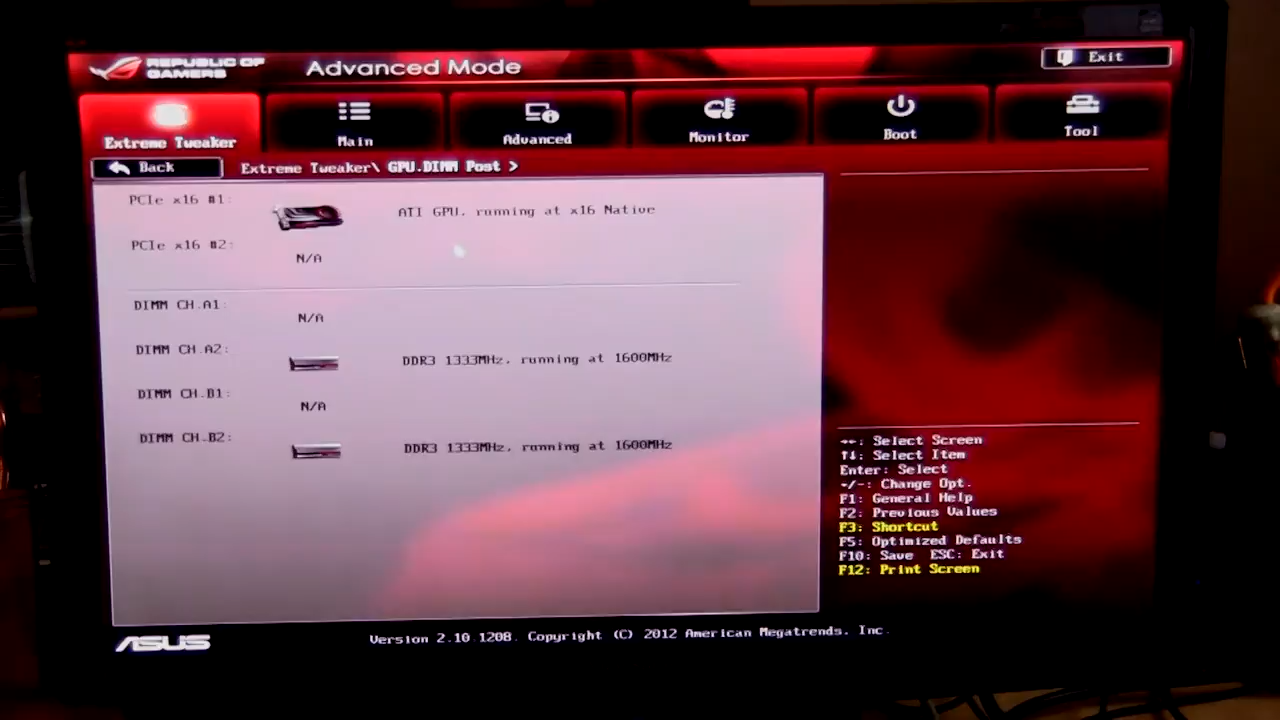 REPUBLIC OF
GAMERS
Advanced Mode
Exit
Extreme Tweaker
Main
Advanced
Monitor
Boot
Tool
Back
Extreme Tweaker\ GPU.DIMM Post >
PCIe x16 #1:
ATI GPU, running at x16 Native
PCIe x16 #2:
N/A
DIMM CH.A1:
N/A
DIMM CH.A2:
DDR3 1333MHz, running at 1600MHz
DIMM CH.B1:
N/A
DIMM CH.B2:
DDR3 1333MHz, running at 1600MHz
→←: Select Screen
↑↓: Select Item
Enter: Select
+/-: Change Opt.
F1: General Help
F2: Previous Values
F3: Shortcut
F5: Optimized Defaults
F10: Save ESC: Exit
F12: Print Screen
ASUS
Version 2.10.1208. Copyright (C) 2012 American Megatrends, Inc.